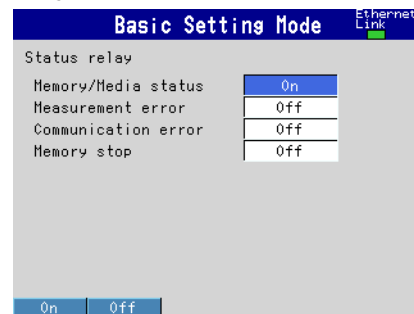 Basic Setting Mode
Ethernet
Link
Status relay
Memory/Media status On
Measurement error Off
Communication error Off
Memory stop Off
On Off